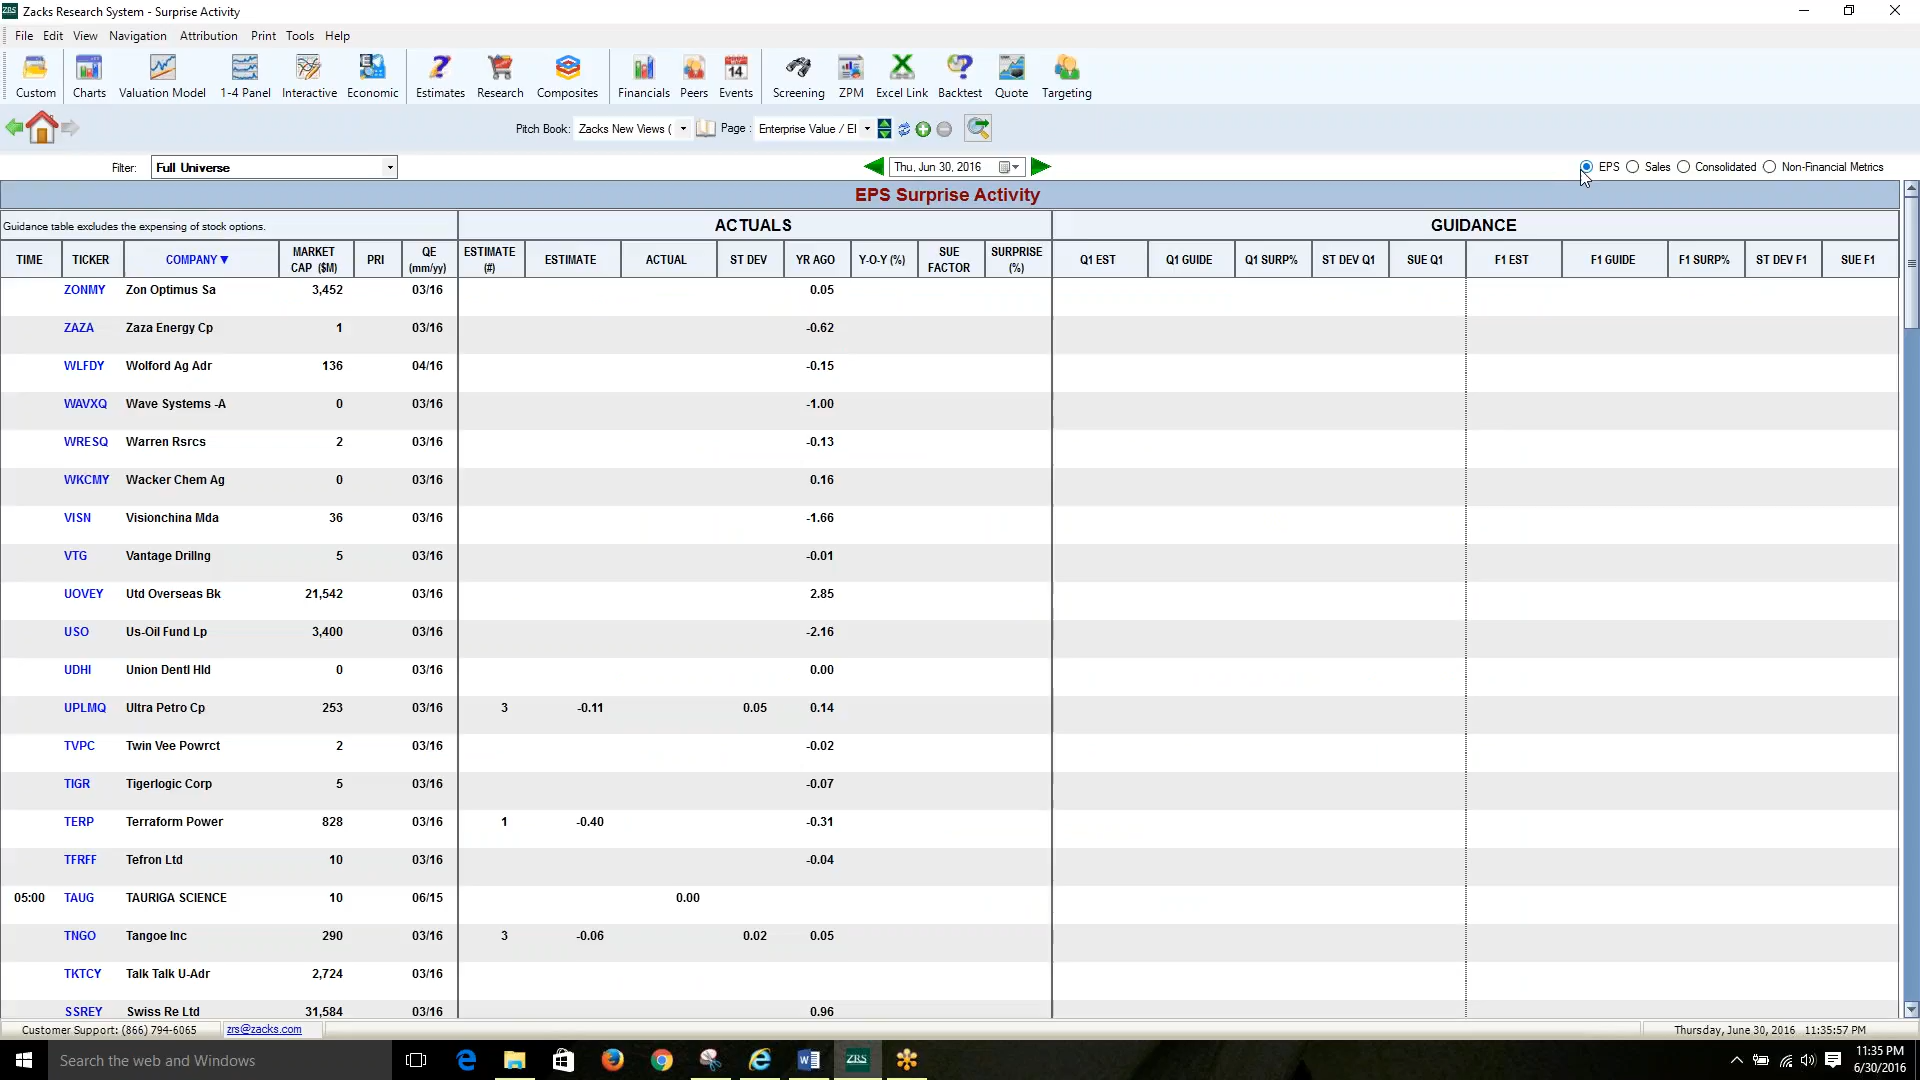 ZRS Zacks Research System - Surprise Activity
File Edit View Navigation Attribution Print Tools Help
Custom Charts Valuation Model 1-4 Panel Interactive Economic Estimates Research Composites Financials Peers Events Screening ZPM Excel Link Backtest Quote Targeting
Pitch Book: Zacks New Views ( Page : Enterprise Value / EI
Filter: Full Universe Thu, Jun 30, 2016 EPS Sales Consolidated Non-Financial Metrics
EPS Surprise Activity
Guidance table excludes the expensing of stock options. ACTUALS GUIDANCE
TIME TICKER COMPANY▼ MARKET CAP ($M) PRI QE (mm/yy) ESTIMATE (#) ESTIMATE ACTUAL ST DEV YR AGO Y-O-Y (%) SUE FACTOR SURPRISE (%) Q1 EST Q1 GUIDE Q1 SURP% ST DEV Q1 SUE Q1 F1 EST F1 GUIDE F1 SURP% ST DEV F1 SUE F1
ZONMY Zon Optimus Sa 3,452 03/16 0.05
ZAZA Zaza Energy Cp 1 03/16 -0.62
WLFDY Wolford Ag Adr 136 04/16 -0.15
WAVXQ Wave Systems -A 0 03/16 -1.00
WRESQ Warren Rsrcs 2 03/16 -0.13
WKCMY Wacker Chem Ag 0 03/16 0.16
VISN Visionchina Mda 36 03/16 -1.66
VTG Vantage Drillng 5 03/16 -0.01
UOVEY Utd Overseas Bk 21,542 03/16 2.85
USO Us-Oil Fund Lp 3,400 03/16 -2.16
UDHI Union Dentl Hld 0 03/16 0.00
UPLMQ Ultra Petro Cp 253 03/16 3 -0.11 0.05 0.14
TVPC Twin Vee Powrct 2 03/16 -0.02
TIGR Tigerlogic Corp 5 03/16 -0.07
TERP Terraform Power 828 03/16 1 -0.40 -0.31
TFRFF Tefron Ltd 10 03/16 -0.04
05:00 TAUG TAURIGA SCIENCE 10 06/15 0.00
TNGO Tangoe Inc 290 03/16 3 -0.06 0.02 0.05
TKTCY Talk Talk U-Adr 2,724 03/16
SSREY Swiss Re Ltd 31,584 03/16 0.96
Customer Support: (866) 794-6065 zrs@zacks.com Thursday, June 30, 2016 11:35:57 PM
Search the web and Windows ZRS 11:35 PM
6/30/2016